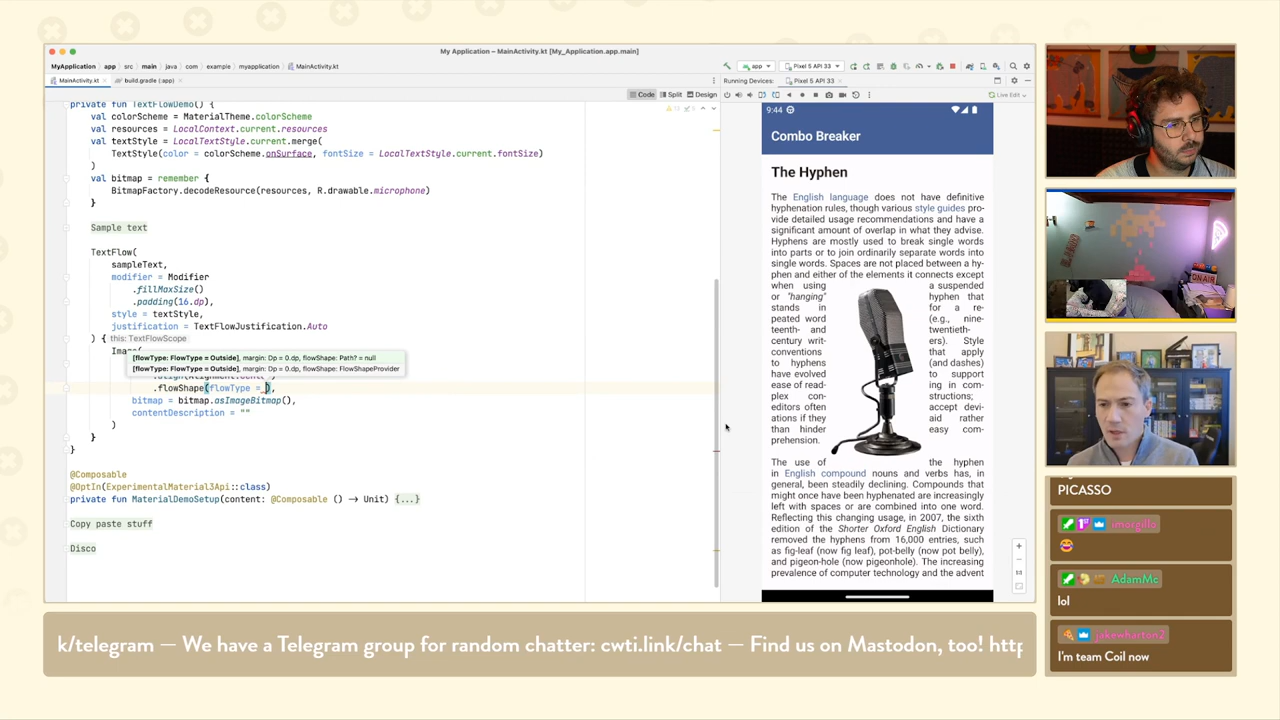 My Application – MainActivity.kt [My_Application.app.main]
MyApplication app src main java com example myapplication MainActivity.kt
app Pixel 5 API 33
MainActivity.kt build.gradle (:app)
Running Devices: Pixel 5 API 33
Code Split Design
Live Edit
private fun TextFlowDemo() {
val colorScheme = MaterialTheme.colorScheme
val resources = LocalContext.current.resources
val textStyle = LocalTextStyle.current.merge(
TextStyle(color = colorScheme.onSurface, fontSize = LocalTextStyle.current.fontSize)
)
val bitmap = remember {
BitmapFactory.decodeResource(resources, R.drawable.microphone)
}
Sample text
TextFlow(
sampleText,
modifier = Modifier
.fillMaxSize()
.padding(16.dp),
style = textStyle,
justification = TextFlowJustification.Auto
) { this: TextFlowScope
[flowType: FlowType = Outside], margin: Dp = 0.dp, flowShape: Path? = null
[flowType: FlowType = Outside], margin: Dp = 0.dp, flowShape: FlowShapeProvider
.flowShape(flowType = ),
bitmap = bitmap.asImageBitmap(),
contentDescription = ""
)
}
}
@Composable
@OptIn(ExperimentalMaterial3Api::class)
private fun MaterialDemoSetup(content: @Composable () → Unit) {...}
Copy paste stuff
Disco
9:44
Combo Breaker
The Hyphen
The English language does not have definitive
hyphenation rules, though various style guides pro-
vide detailed usage recommendations and have a
significant amount of overlap in what they advise.
Hyphens are mostly used to break single words
into parts or to join ordinarily separate words into
single words. Spaces are not placed between a hy-
phen and either of the elements it connects except
when using a suspended
or "hanging" hyphen that
stands in for a re-
peated word (e.g., nine-
teenth- and twentieth-
century writ- ers). Style
conventions that apply
to hyphens (and dashes)
have evolved to support
ease of read- ing in com-
plex con- structions;
editors often accept devi-
ations if they aid rather
than hinder easy com-
prehension.
The use of the hyphen
in English compound nouns and verbs has, in
general, been steadily declining. Compounds that
might once have been hyphenated are increasingly
left with spaces or are combined into one word.
Reflecting this changing usage, in 2007, the sixth
edition of the Shorter Oxford English Dictionary
removed the hyphens from 16,000 entries, such
as fig-leaf (now fig leaf), pot-belly (now pot belly),
and pigeon-hole (now pigeonhole). The increasing
prevalence of computer technology and the advent
1:1
ON AIR
PICASSO
imorgillo
AdamMc
lol
jakewharton2
I'm team Coil now
k/telegram — We have a Telegram group for random chatter: cwti.link/chat — Find us on Mastodon, too! http